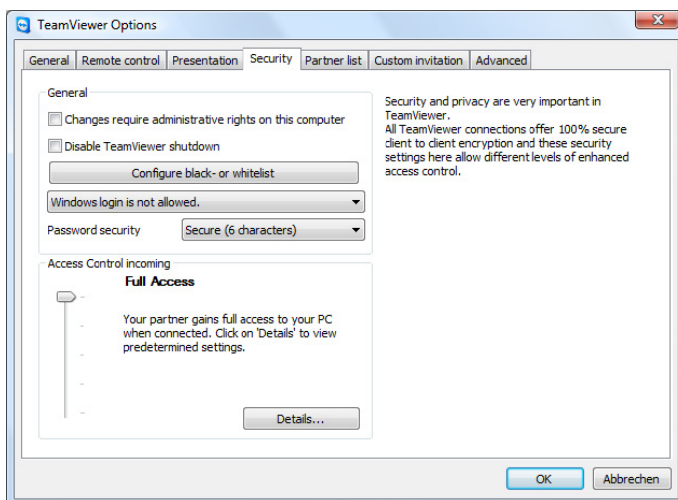 TeamViewer Options
General Remote control Presentation Security Partner list Custom invitation Advanced
General
Changes require administrative rights on this computer
Disable TeamViewer shutdown
Configure black- or whitelist
Windows login is not allowed.
Password security Secure (6 characters)
Access Control incoming
Full Access
Your partner gains full access to your PC
when connected. Click on 'Details' to view
predetermined settings.
Details...
Security and privacy are very important in
TeamViewer.
All TeamViewer connections offer 100% secure
client to client encryption and these security
settings here allow different levels of enhanced
access control.
OK Abbrechen